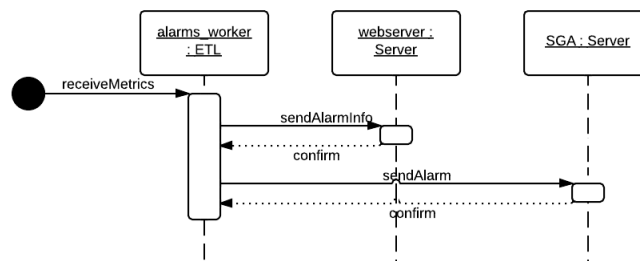 alarms_worker
: ETL
webserver :
Server
SGA : Server
receiveMetrics
sendAlarmInfo
confirm
sendAlarm
confirm